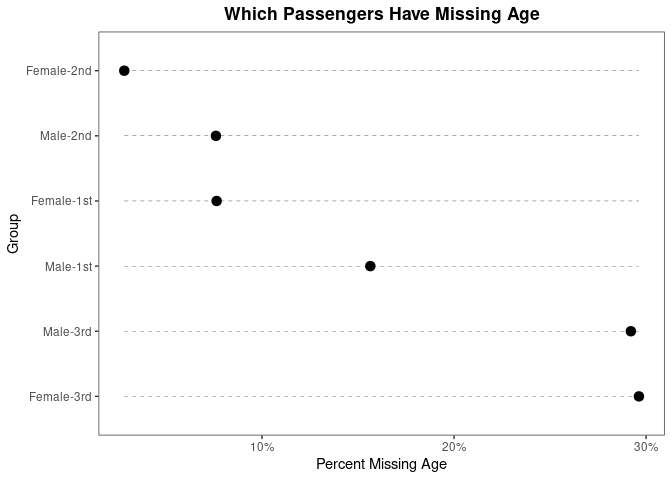 Which Passengers Have Missing Age
Group
Female-2nd
Male-2nd
Female-1st
Male-1st
Male-3rd
Female-3rd
10% 20% 30%
Percent Missing Age